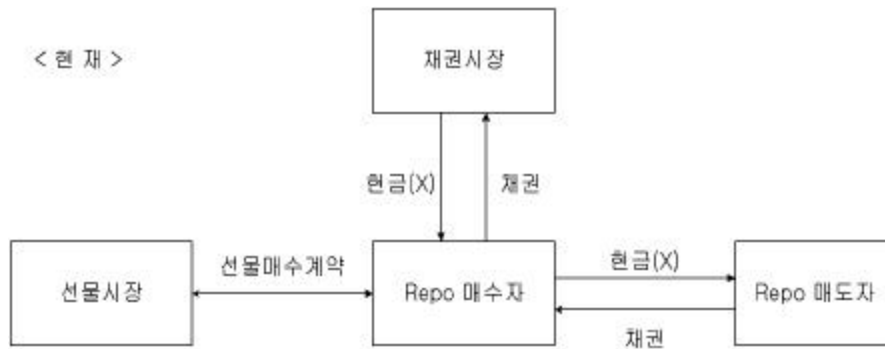 < 현 재 >
채권시장
현금(X)
채권
선물시장
선물매수계약
Repo 매수자
현금(X)
채권
Repo 매도자